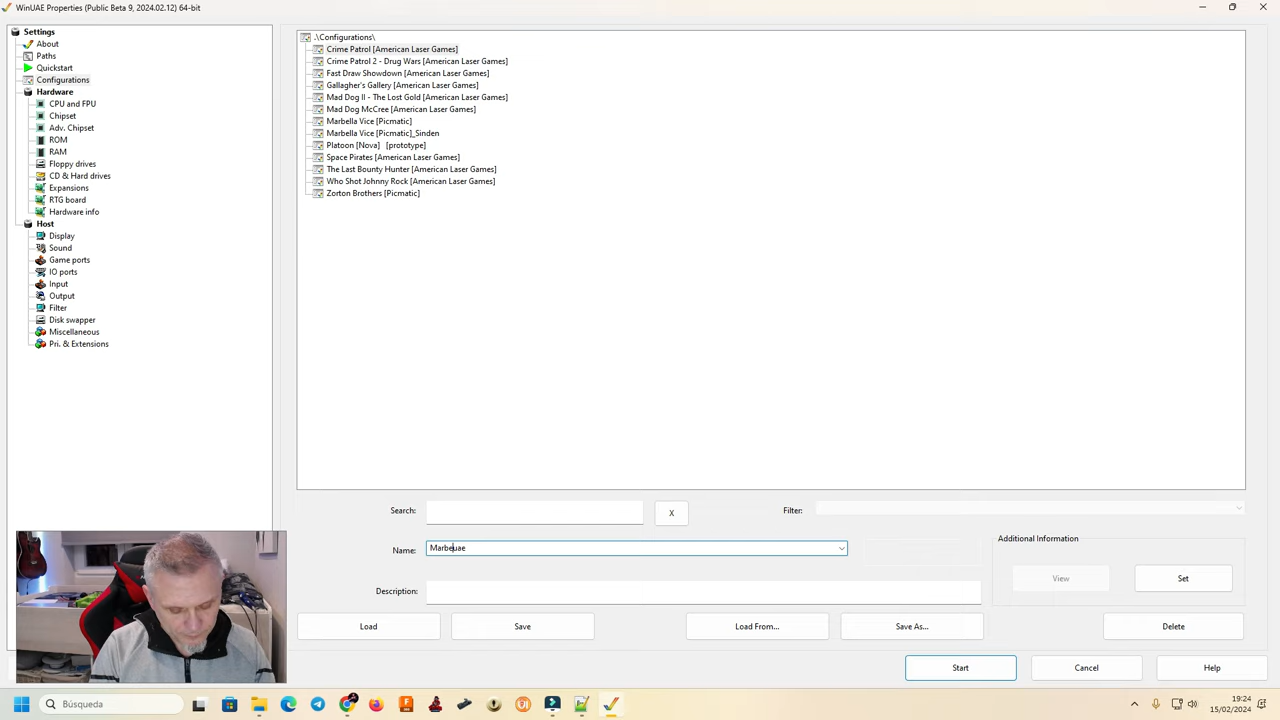 WinUAE Properties (Public Beta 9, 2024.02.12) 64-bit
Settings
About
Paths
Quickstart
Configurations
Hardware
CPU and FPU
Chipset
Adv. Chipset
ROM
RAM
Floppy drives
CD & Hard drives
Expansions
RTG board
Hardware info
Host
Display
Sound
Game ports
IO ports
Input
Output
Filter
Disk swapper
Miscellaneous
Pri. & Extensions
.\Configurations\
Crime Patrol [American Laser Games]
Crime Patrol 2 - Drug Wars [American Laser Games]
Fast Draw Showdown [American Laser Games]
Gallagher's Gallery [American Laser Games]
Mad Dog II - The Lost Gold [American Laser Games]
Mad Dog McCree [American Laser Games]
Marbella Vice [Picmatic]
Marbella Vice [Picmatic]_Sinden
Platoon [Nova] [prototype]
Space Pirates [American Laser Games]
The Last Bounty Hunter [American Laser Games]
Who Shot Johnny Rock [American Laser Games]
Zorton Brothers [Picmatic]
Search:
X
Filter:
Name:
Marbeuae
Additional Information
View
Set
Description:
Load
Save
Load From...
Save As...
Delete
Start
Cancel
Help
Búsqueda
19:24
15/02/2024